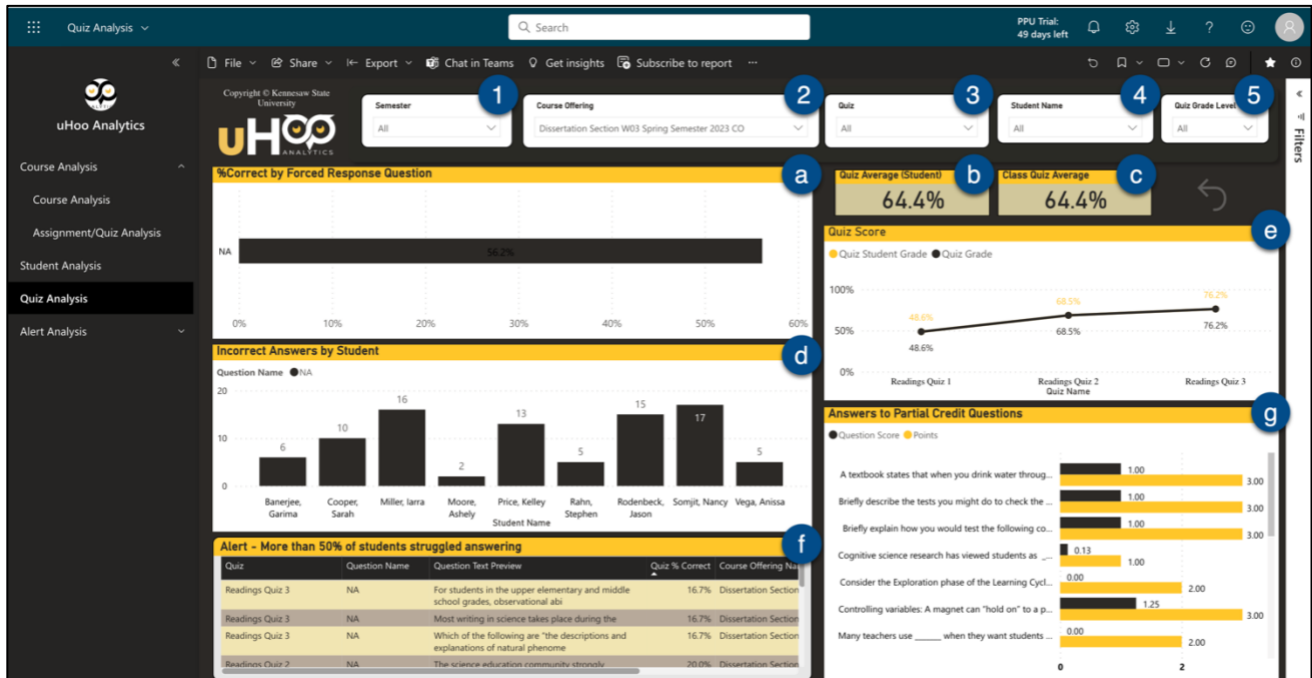 Quiz Analysis
Search
PPU Trial:
49 days left
File
Share
Export
Chat in Teams
Get insights
Subscribe to report
uHoo Analytics
Course Analysis
Course Analysis
Assignment/Quiz Analysis
Student Analysis
Quiz Analysis
Alert Analysis
Copyright © Kennesaw State
University
uHOO
ANALYTICS
Semester
1
All
Course Offering
2
Dissertation Section W03 Spring Semester 2023 CO
Quiz
3
All
Student Name
4
All
Quiz Grade Level
5
All
Filters
%Correct by Forced Response Question
a
NA
56.2%
0% 10% 20% 30% 40% 50% 60%
Quiz Average (Student)
b
64.4%
Class Quiz Average
c
64.4%
Incorrect Answers by Student
d
Question Name NA
20
10
0
6
10
16
2
13
5
15
17
5
Banerjee,
Garima
Cooper,
Sarah
Miller, Iarra
Moore,
Ashely
Price, Kelley
Rahn,
Stephen
Rodenbeck,
Jason
Somjit, Nancy
Vega, Anissa
Student Name
Quiz Score
e
Quiz Student Grade Quiz Grade
100%
50%
0%
48.6%
68.5%
76.2%
48.6%
68.5%
76.2%
Readings Quiz 1
Readings Quiz 2
Readings Quiz 3
Quiz Name
Alert - More than 50% of students struggled answering
f
Quiz Question Name Question Text Preview Quiz % Correct Course Offering Na
Readings Quiz 3 NA For students in the upper elementary and middle 16.7% Dissertation Section
school grades, observational abi
Readings Quiz 3 NA Most writing in science takes place during the 16.7% Dissertation Section
Readings Quiz 3 NA Which of the following are "the descriptions and 16.7% Dissertation Section
explanations of natural phenome
Readings Quiz 2 NA The science education community strongly 20.0% Dissertation Section
Answers to Partial Credit Questions
g
Question Score Points
A textbook states that when you drink water throug... 1.00
3.00
Briefly describe the tests you might do to check the ... 1.00
3.00
Briefly explain how you would test the following co... 1.00
3.00
Cognitive science research has viewed students as _... 0.13
1.00
Consider the Exploration phase of the Learning Cycl... 0.00
2.00
Controlling variables: A magnet can "hold on" to a p... 1.25
3.00
Many teachers use ______ when they want students ... 0.00
2.00
0 2